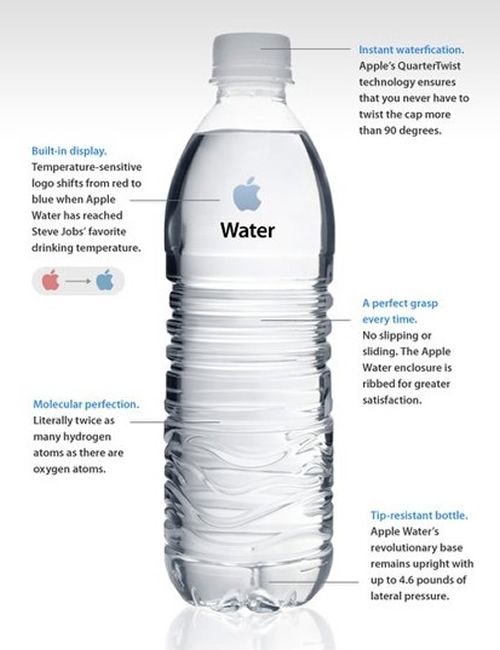 Instant waterfication.
Apple's QuarterTwist
technology ensures
that you never have to
twist the cap more
than 90 degrees.
Built-in display.
Temperature-sensitive
logo shifts from red to
blue when Apple
Water has reached
Steve Jobs' favorite
drinking temperature.
Water
A perfect grasp
every time.
No slipping or
sliding. The Apple
Water enclosure is
ribbed for greater
satisfaction.
Molecular perfection.
Literally twice as
many hydrogen
atoms as there are
oxygen atoms.
Tip-resistant bottle.
Apple Water's
revolutionary base
remains upright with
up to 4.6 pounds of
lateral pressure.